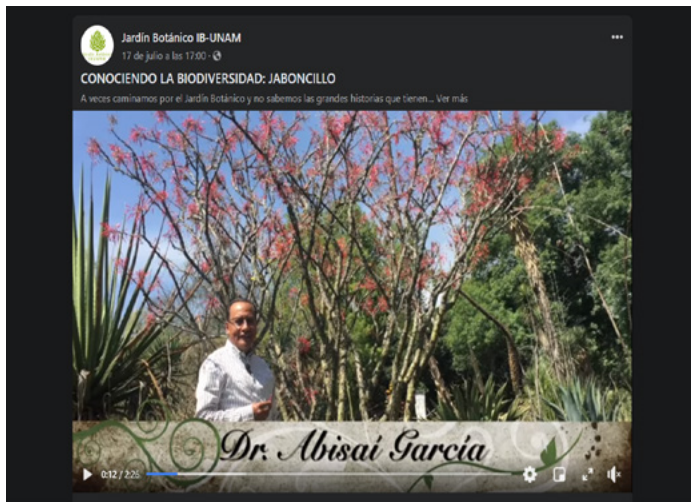 Jardín Botánico IB-UNAM
17 de julio a las 17:00 ·
CONOCIENDO LA BIODIVERSIDAD: JABONCILLO
A veces caminamos por el Jardín Botánico y no sabemos las grandes historias que tienen... Ver más
Dr. Abisaí García
0:12 / 2:26